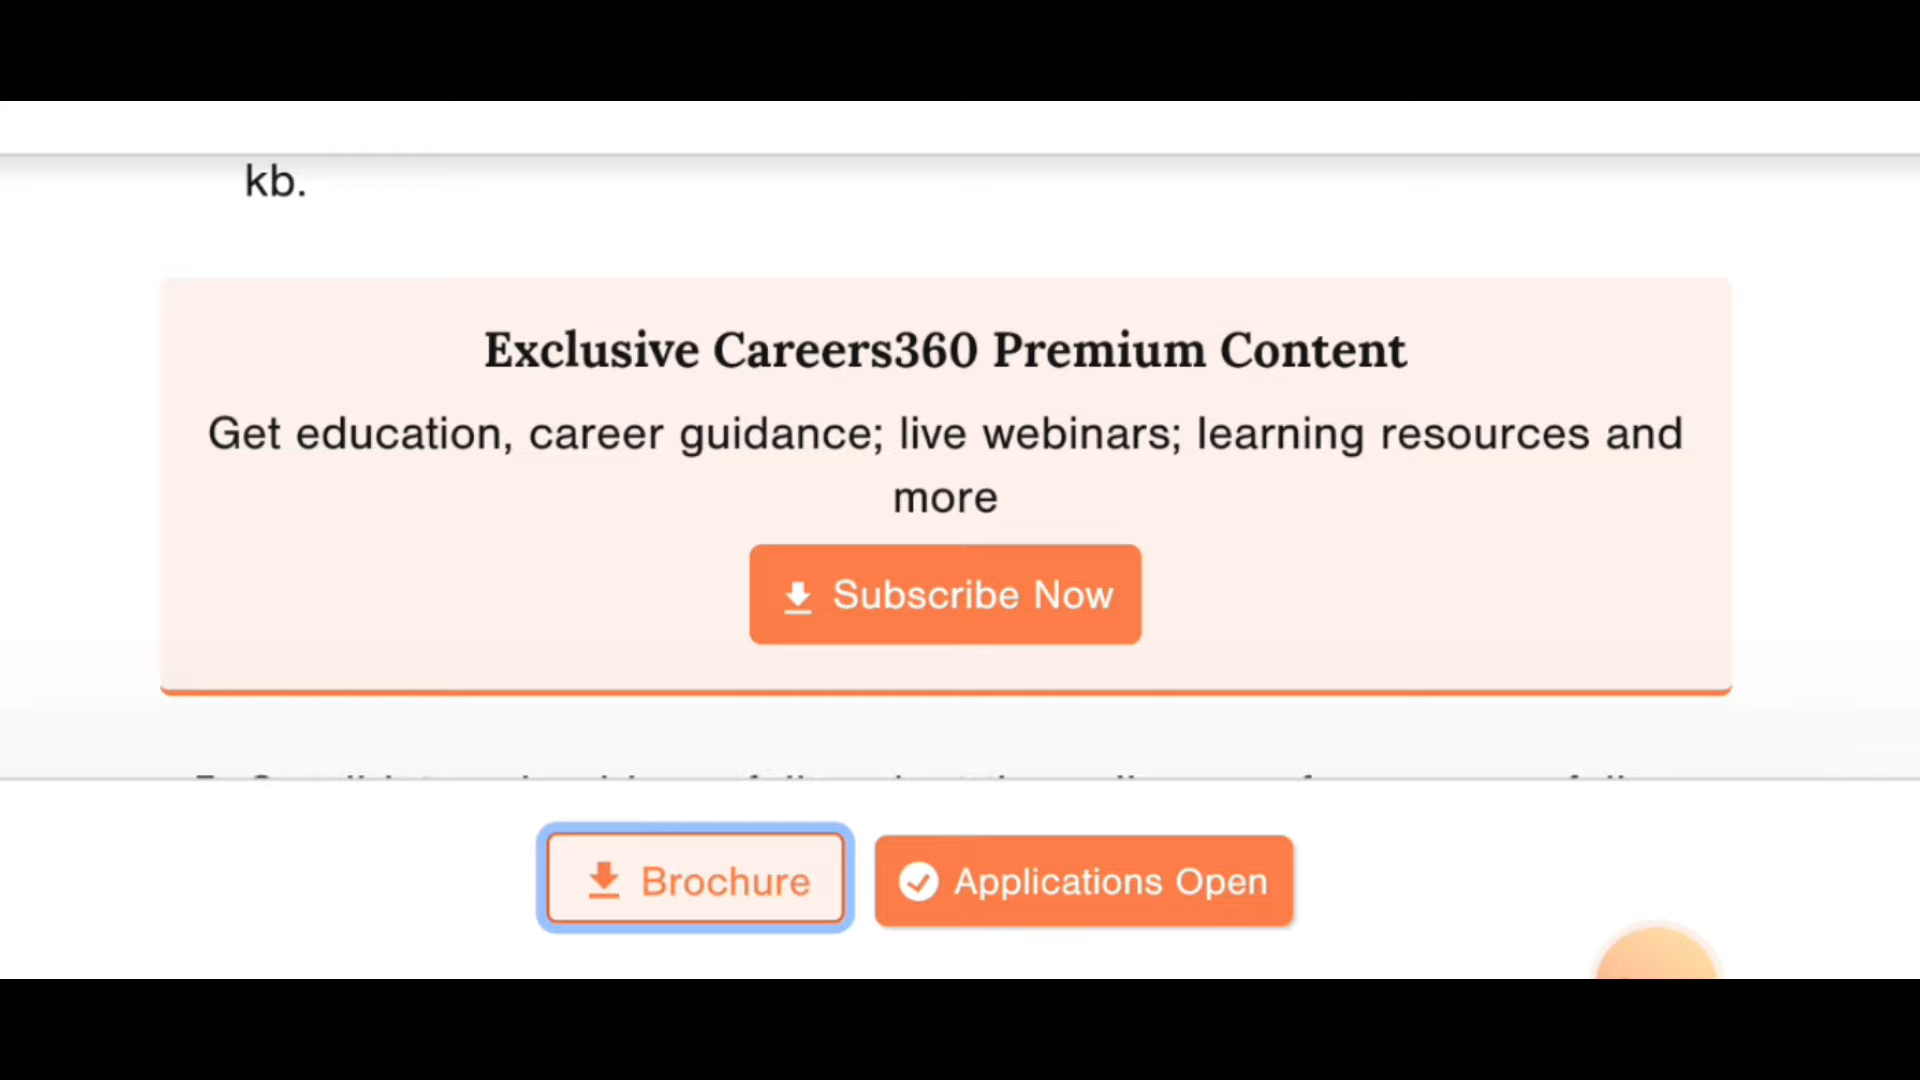 kb.
Exclusive Careers360 Premium Content
Get education, career guidance; live webinars; learning resources and
more
Subscribe Now
Brochure
Applications Open